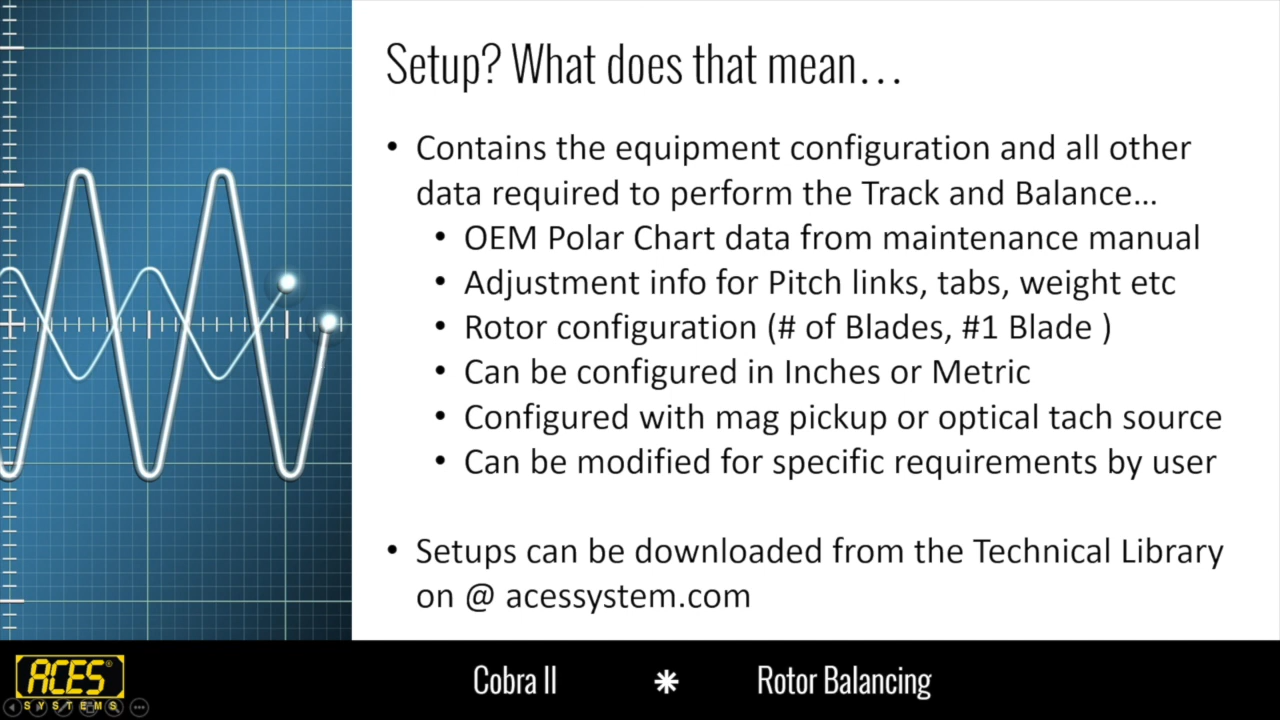 Setup? What does that mean…
• Contains the equipment configuration and all other
data required to perform the Track and Balance…
• OEM Polar Chart data from maintenance manual
• Adjustment info for Pitch links, tabs, weight etc
• Rotor configuration (# of Blades, #1 Blade )
• Can be configured in Inches or Metric
• Configured with mag pickup or optical tach source
• Can be modified for specific requirements by user
• Setups can be downloaded from the Technical Library
on @ acessystem.com
ACES®
SYSTEMS
Cobra II ✱ Rotor Balancing